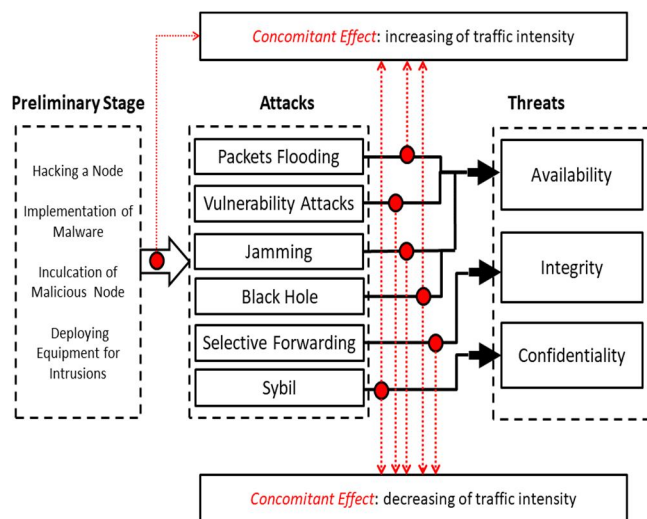 Concomitant Effect: increasing of traffic intensity
Preliminary Stage
Attacks
Threats
Hacking a Node
Implementation of
Malware
Inculcation of
Malicious Node
Deploying
Equipment for
Intrusions
Packets Flooding
Vulnerability Attacks
Jamming
Black Hole
Selective Forwarding
Sybil
Availability
Integrity
Confidentiality
Concomitant Effect: decreasing of traffic intensity